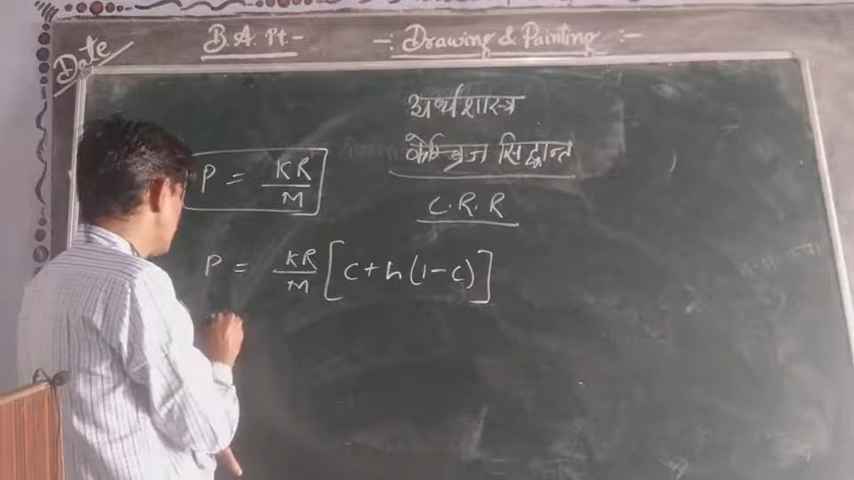 Date
B.A. Pt.- -: Drawing & Painting :-
अर्थशास्त्र
केम्ब्रिज सिद्धान्त
C.R.R
P = KR/M
P = KR/M [C+h(1-C)]